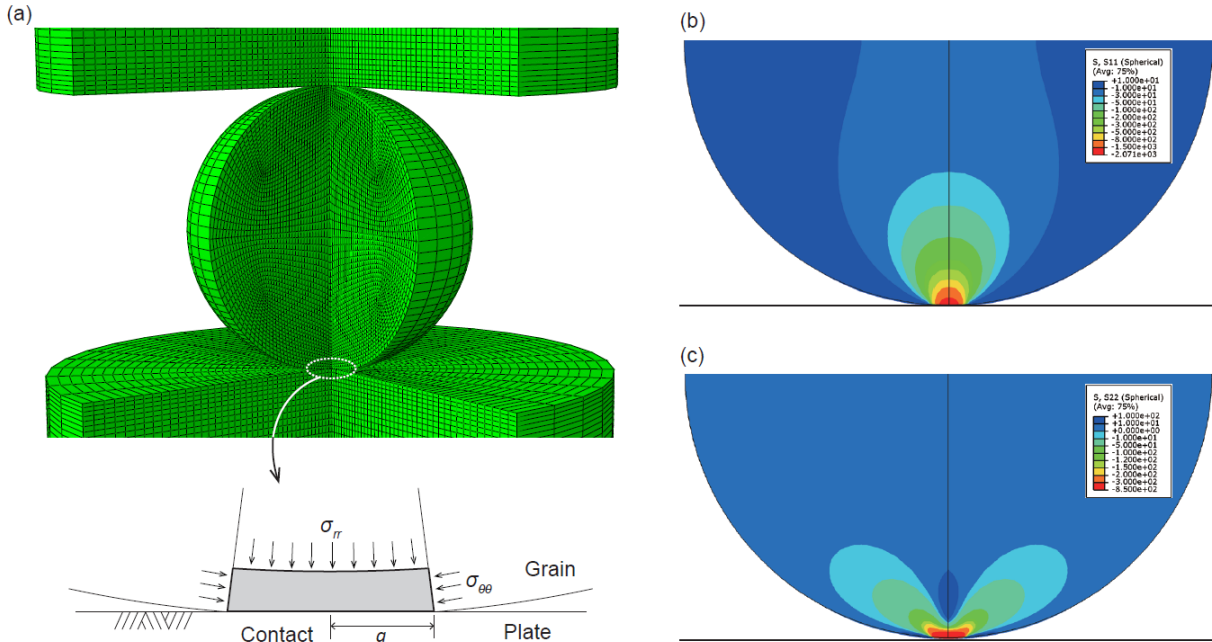 (a)
σrr
σθθ
Grain
Contact
a
Plate
(b)
S, S11 (Spherical)
(Avg: 75%)
+1.000e+01
-1.000e+01
-3.000e+01
-5.000e+01
-1.000e+02
-2.000e+02
-3.000e+02
-5.000e+02
-8.000e+02
-1.500e+03
-2.071e+03
(c)
S, S22 (Spherical)
(Avg: 75%)
+1.000e+02
+1.000e+01
+0.000e+00
-1.000e+01
-5.000e+01
-1.000e+02
-1.200e+02
-1.500e+02
-2.000e+02
-3.000e+02
-8.500e+02